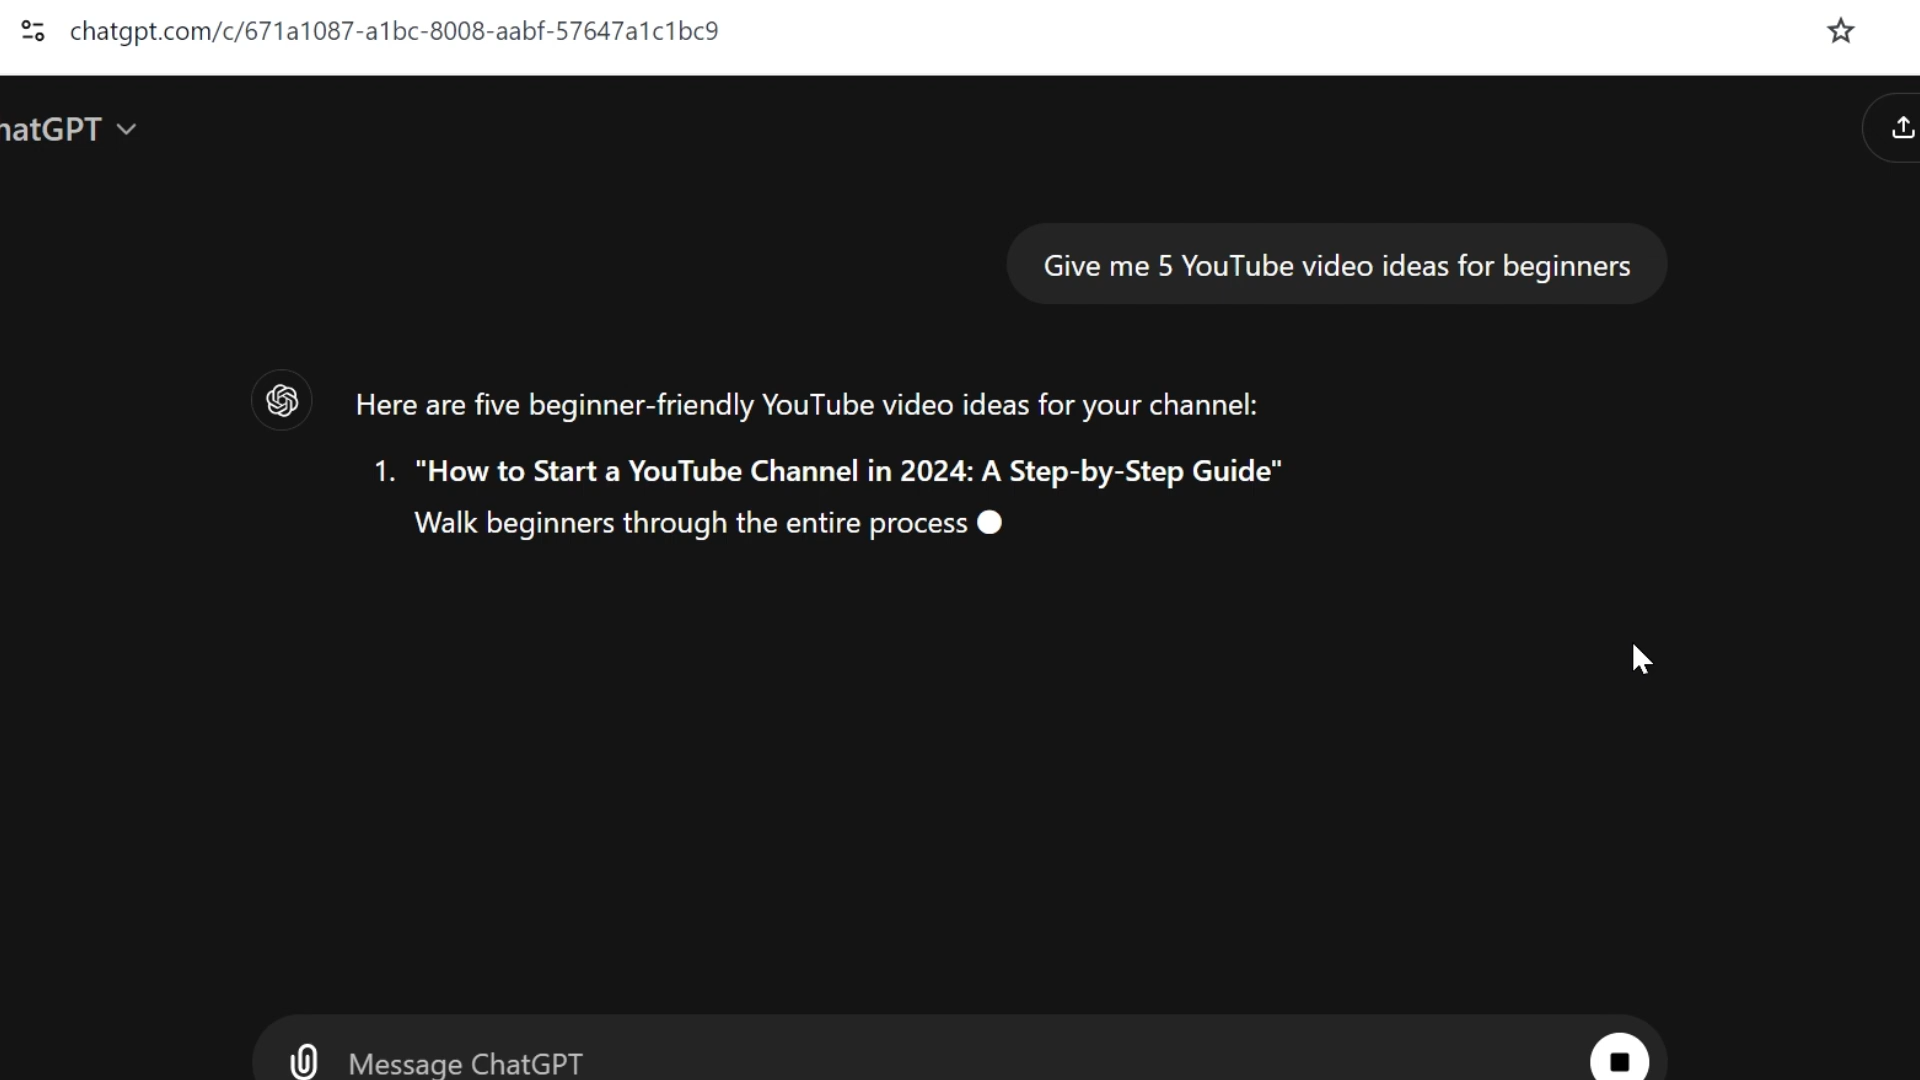 chatgpt.com/c/671a1087-a1bc-8008-aabf-57647a1c1bc9
hatGPT
Give me 5 YouTube video ideas for beginners
Here are five beginner-friendly YouTube video ideas for your channel:
1. "How to Start a YouTube Channel in 2024: A Step-by-Step Guide"
Walk beginners through the entire process
Message ChatGPT